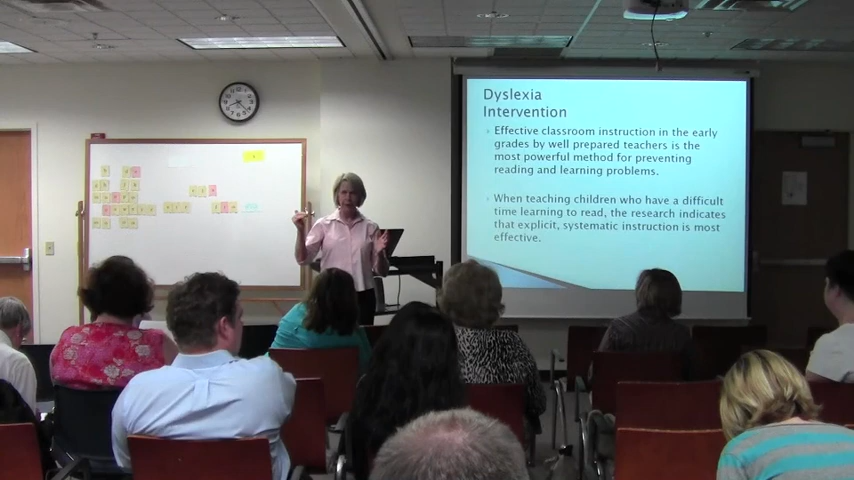 Dyslexia
Intervention
Effective classroom instruction in the early
grades by well prepared teachers is the
most powerful method for preventing
reading and learning problems.
When teaching children who have a difficult
time learning to read, the research indicates
that explicit, systematic instruction is most
effective.